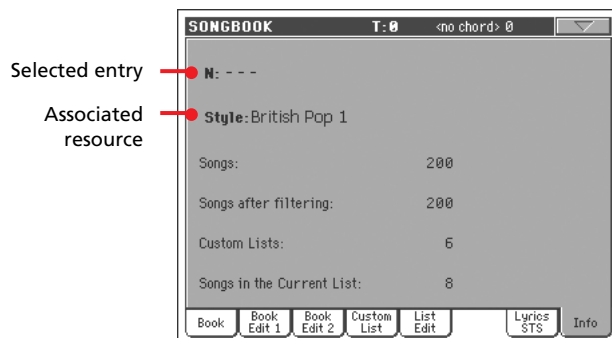 SONGBOOK T:0 <no chord> 0
Selected entry
N: - - -
Associated
resource
Style:British Pop 1
Songs: 200
Songs after filtering: 200
Custom Lists: 6
Songs in the Current List: 8
Book
Book
Edit 1
Book
Edit 2
Custom
List
List
Edit
Lyrics
STS
Info